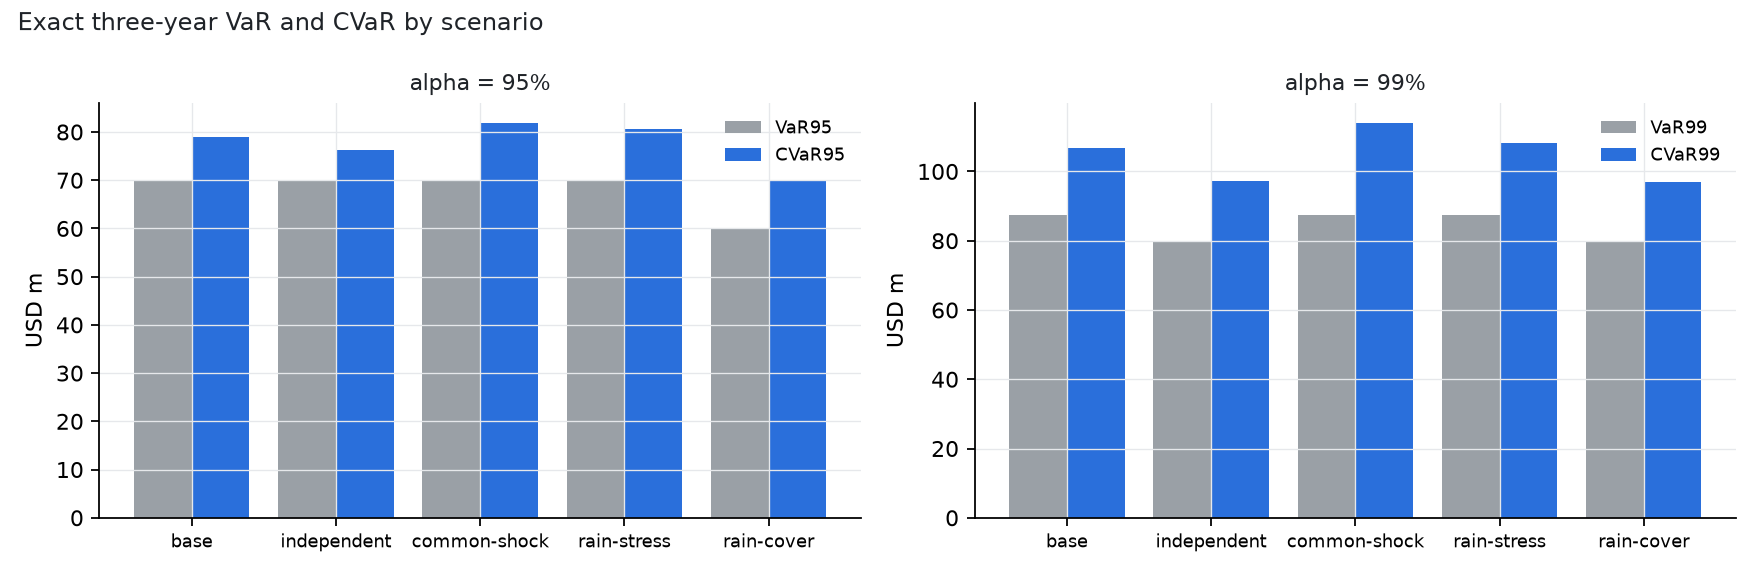 Exact three-year VaR and CVaR by scenario
alpha = 95%
USD m
80
70
60
50
40
30
20
10
0
VaR95
CVaR95
base
independent
common-shock
rain-stress
rain-cover
alpha = 99%
USD m
100
80
60
40
20
0
VaR99
CVaR99
base
independent
common-shock
rain-stress
rain-cover